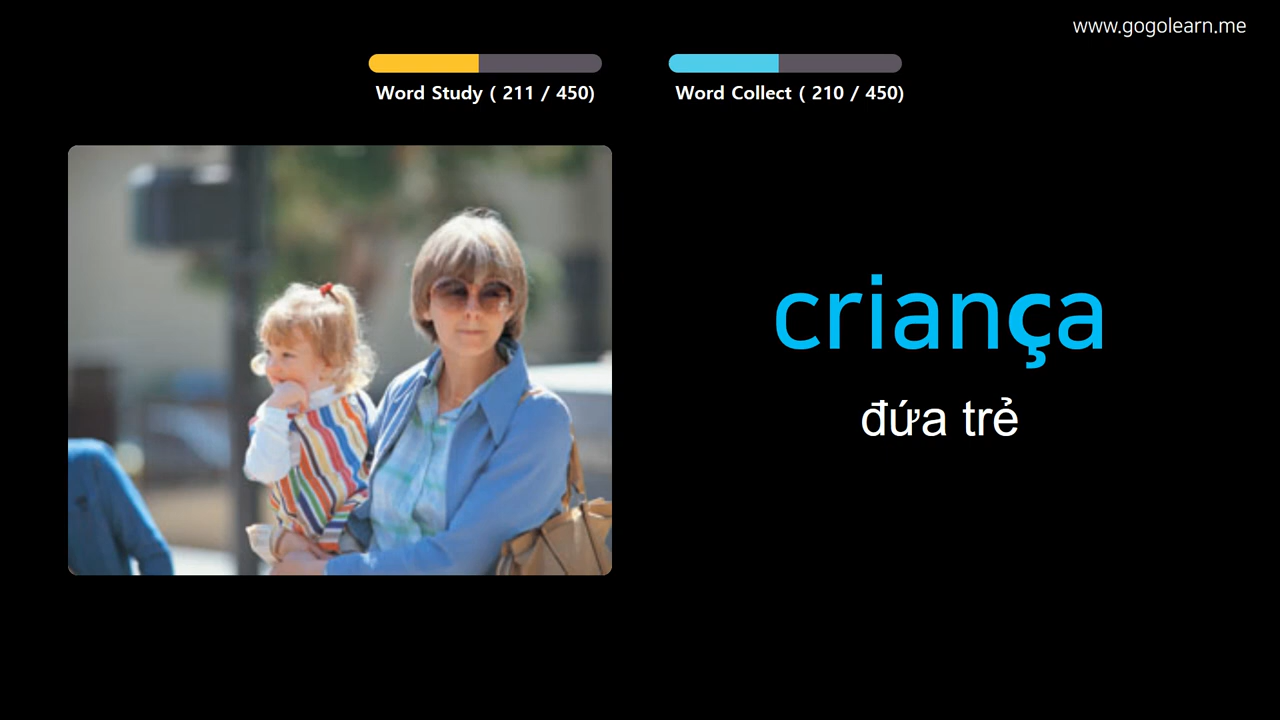 www.gogolearn.me
Word Study ( 211 / 450)
Word Collect ( 210 / 450)
criança
đứa trẻ